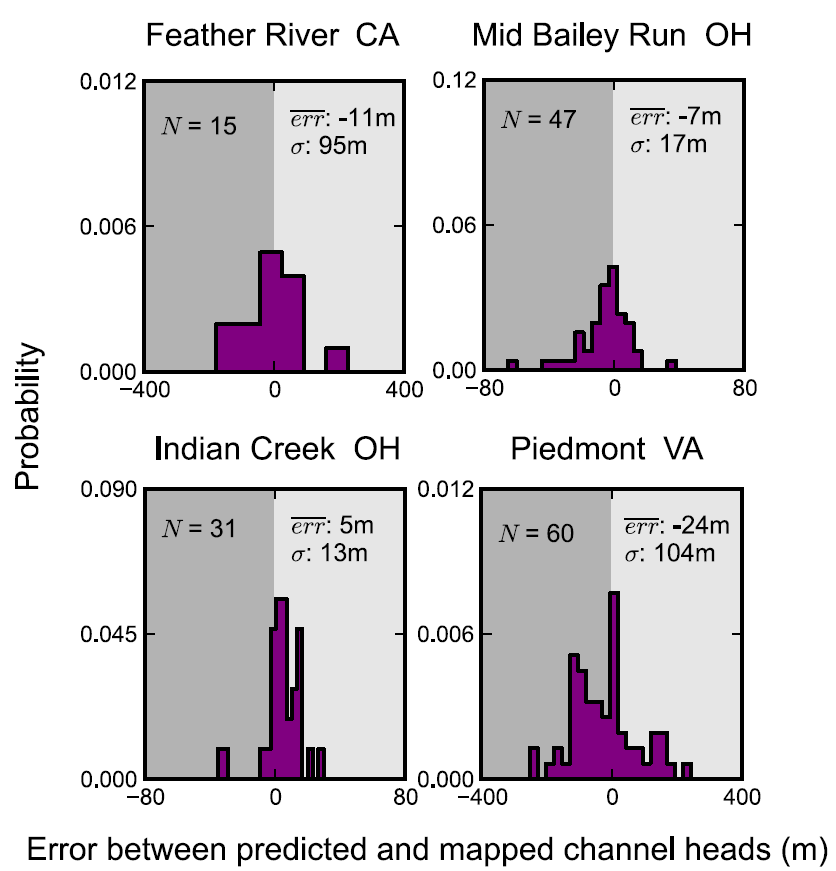 Feather River CA
Mid Bailey Run OH
0.012
N = 15
err: -11m
σ: 95m
0.006
0.000
−400
0
400
0.12
N = 47
err: -7m
σ: 17m
0.06
0.00
−80
0
80
Probability
Indian Creek OH
Piedmont VA
0.090
N = 31
err: 5m
σ: 13m
0.045
0.000
−80
0
80
0.012
N = 60
err: -24m
σ: 104m
0.006
0.000
−400
0
400
Error between predicted and mapped channel heads (m)